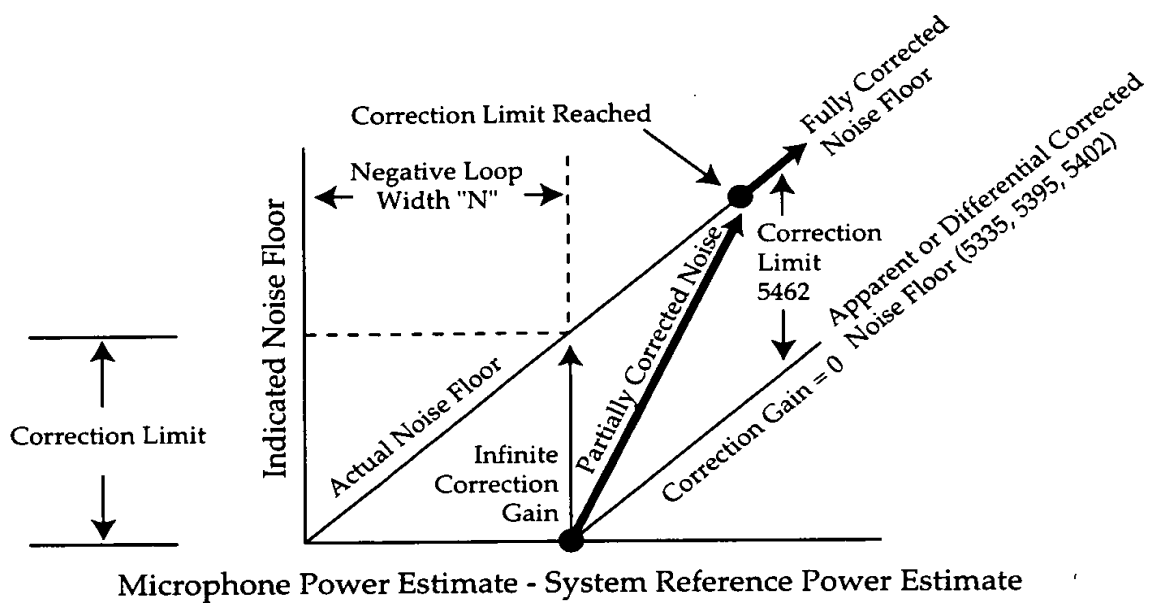 Correction Limit Reached
Fully Corrected
Noise Floor
Negative Loop
Width "N"
Indicated Noise Floor
Correction
Limit
5462
Apparent or Differential Corrected
Noise Floor (5335, 5395, 5402)
Correction Gain = 0
Partially Corrected Noise
Actual Noise Floor
Correction Limit
Infinite
Correction
Gain
Microphone Power Estimate - System Reference Power Estimate